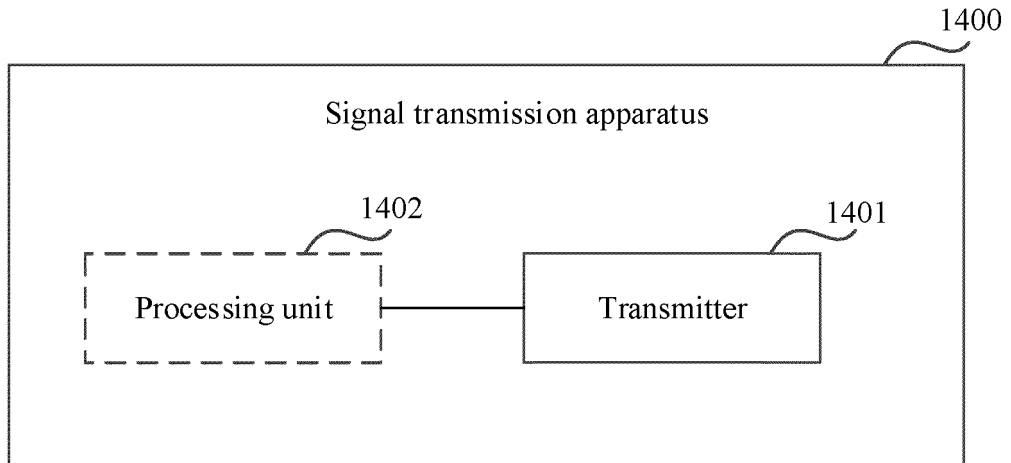 1400
Signal transmission apparatus
1402
1401
Processing unit
Transmitter